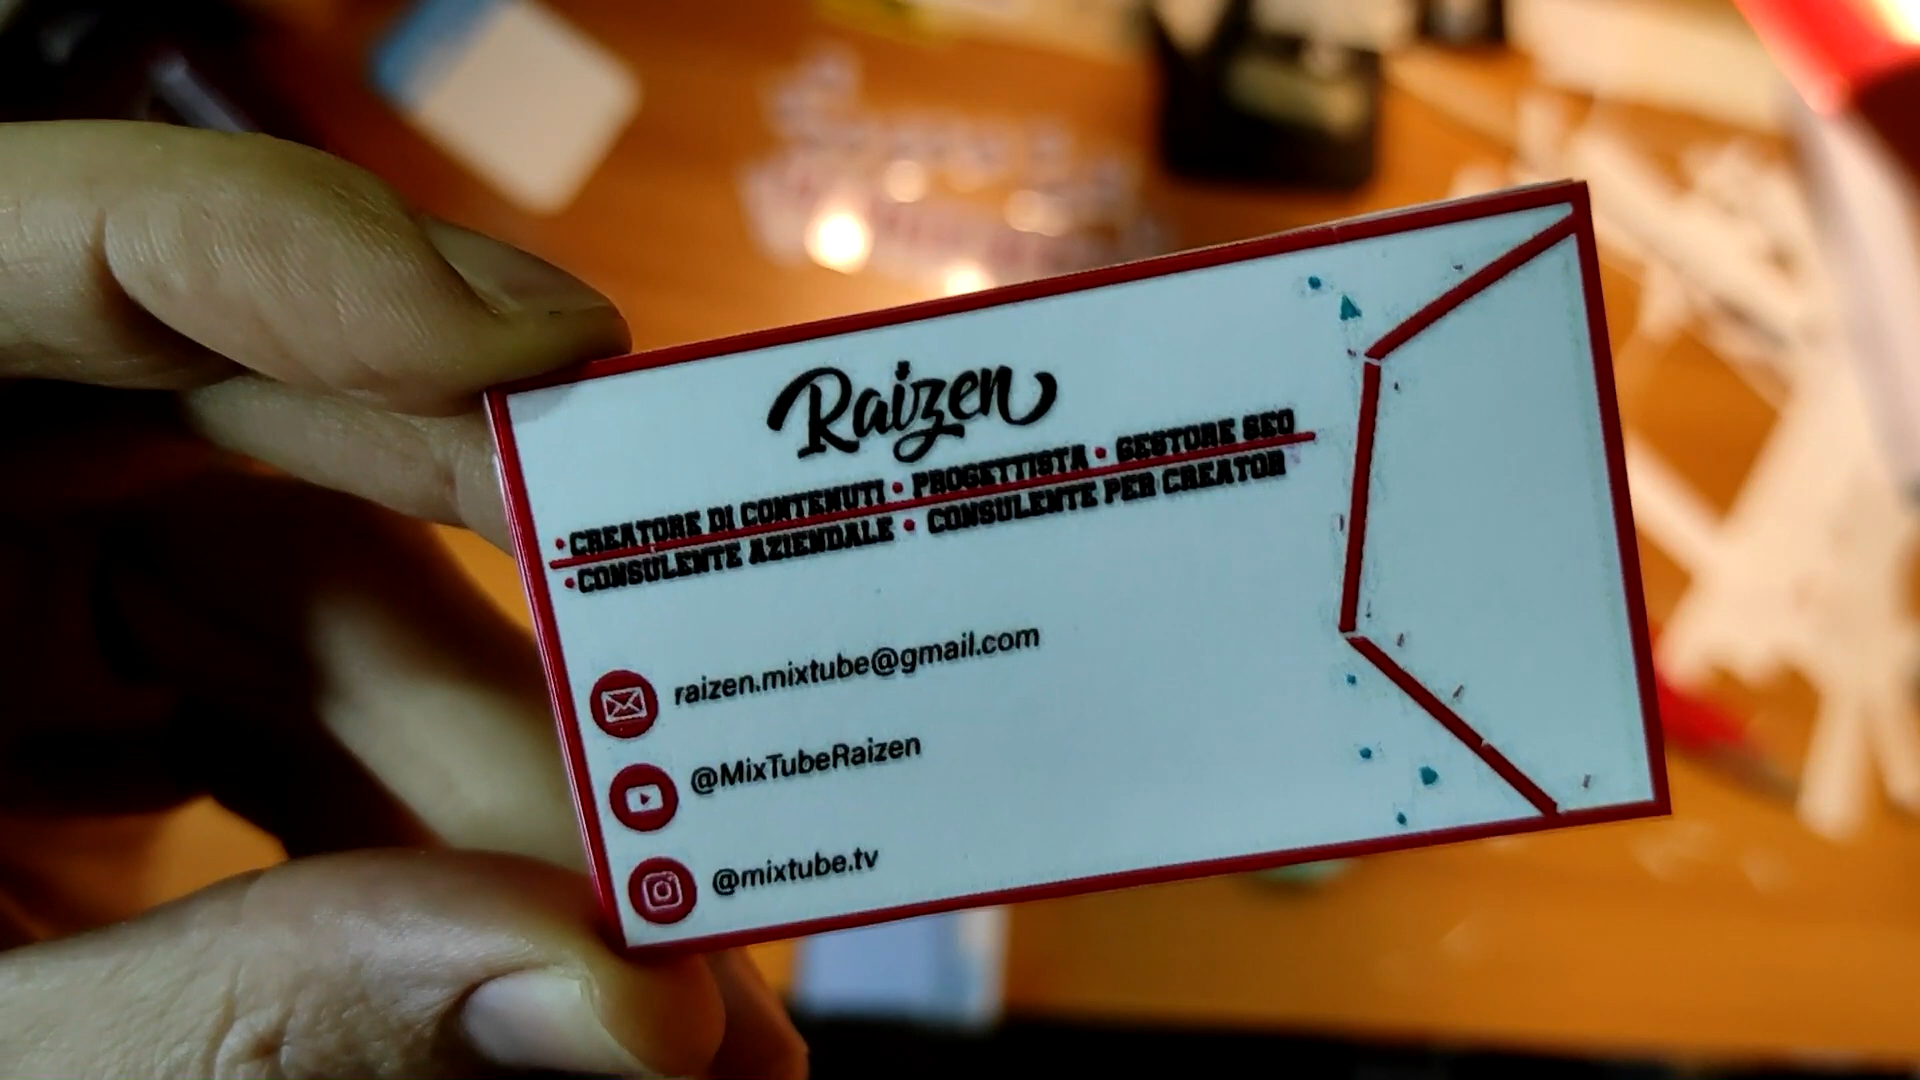 Raizen
• CREATORE DI CONTENUTI • PROGETTISTA • GESTORE SEO
• CONSULENTE AZIENDALE • CONSULENTE PER CREATOR
raizen.mixtube@gmail.com
@MixTubeRaizen
@mixtube.tv